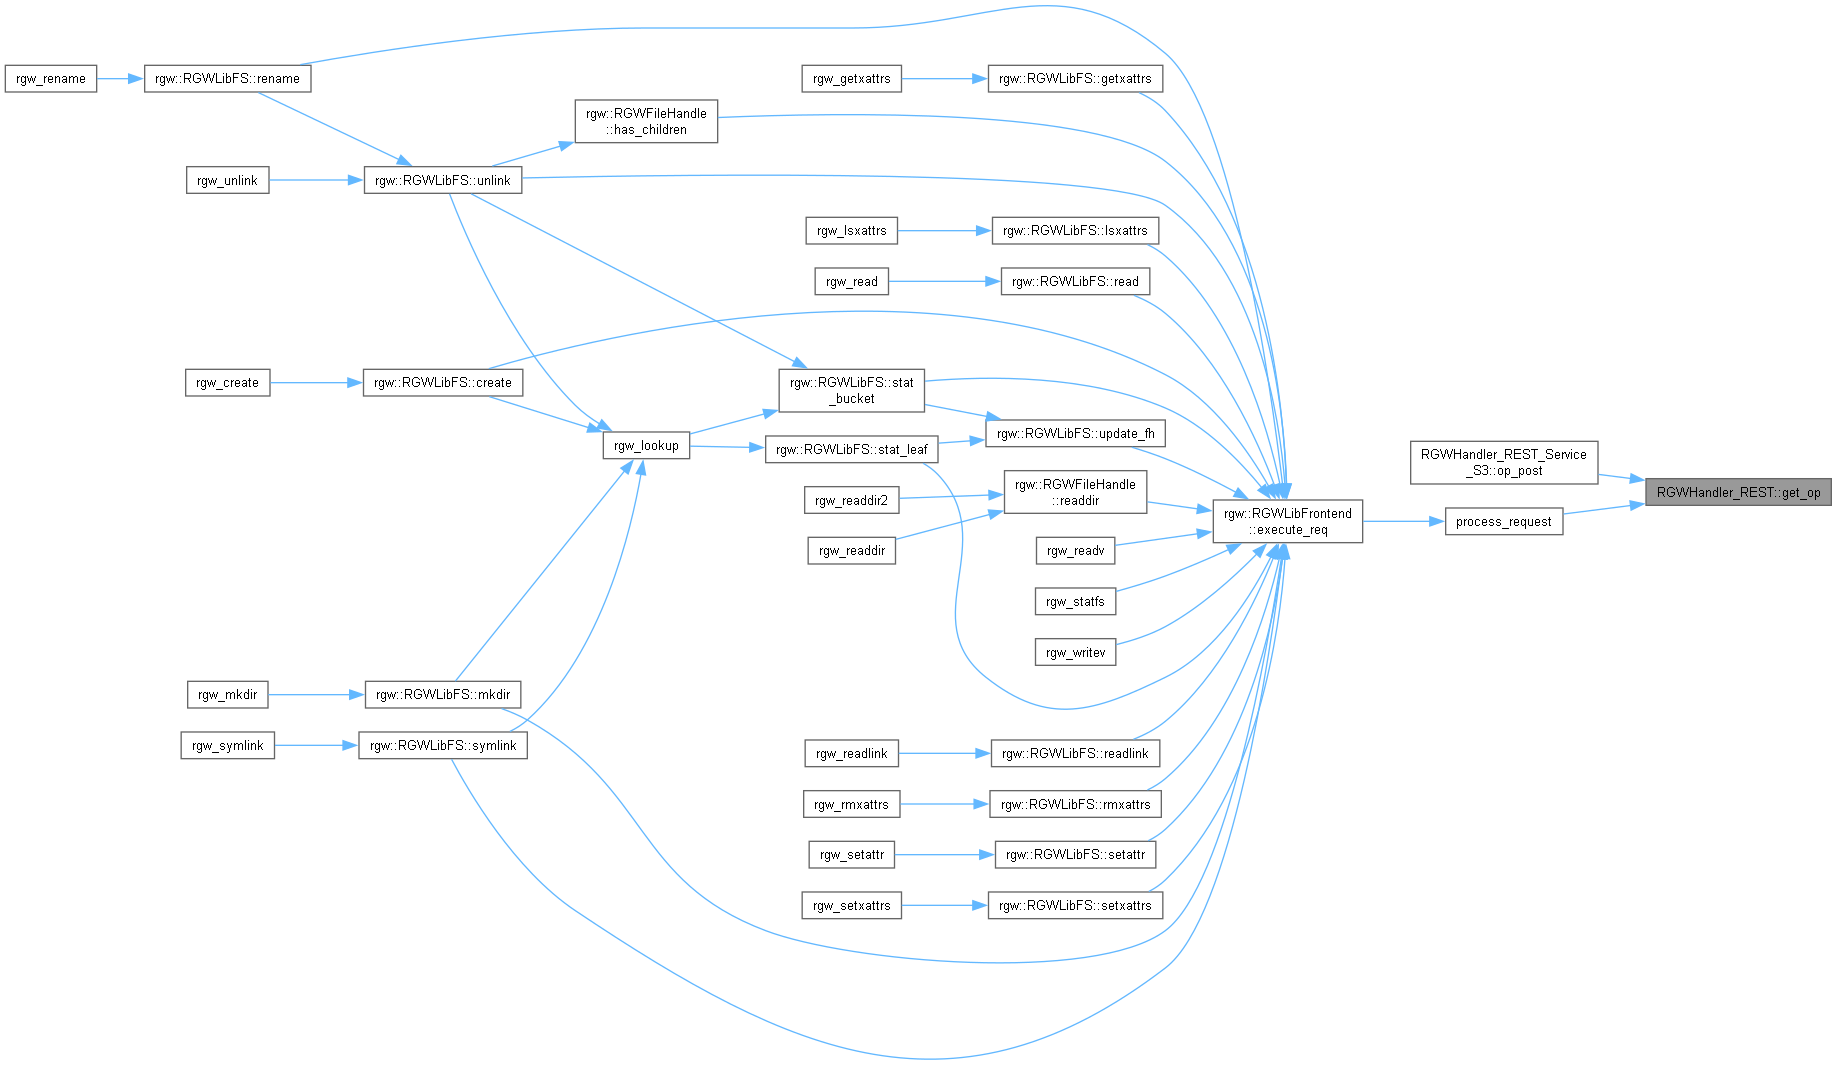 rgw_rename
rgw::RGWLibFS::rename
rgw_getxattrs
rgw::RGWLibFS::getxattrs
rgw::RGWFileHandle
::has_children
rgw_unlink
rgw::RGWLibFS::unlink
rgw_lsxattrs
rgw::RGWLibFS::lsxattrs
rgw_read
rgw::RGWLibFS::read
rgw_create
rgw::RGWLibFS::create
rgw::RGWLibFS::stat
_bucket
rgw::RGWLibFS::update_fh
rgw_lookup
rgw::RGWLibFS::stat_leaf
RGWHandler_REST_Service
_S3::op_post
rgw_readdir2
rgw::RGWFileHandle
::readdir
RGWHandler_REST::get_op
rgw::RGWLibFrontend
::execute_req
process_request
rgw_readdir
rgw_readv
rgw_statfs
rgw_writev
rgw_mkdir
rgw::RGWLibFS::mkdir
rgw_symlink
rgw::RGWLibFS::symlink
rgw_readlink
rgw::RGWLibFS::readlink
rgw_rmxattrs
rgw::RGWLibFS::rmxattrs
rgw_setattr
rgw::RGWLibFS::setattr
rgw_setxattrs
rgw::RGWLibFS::setxattrs